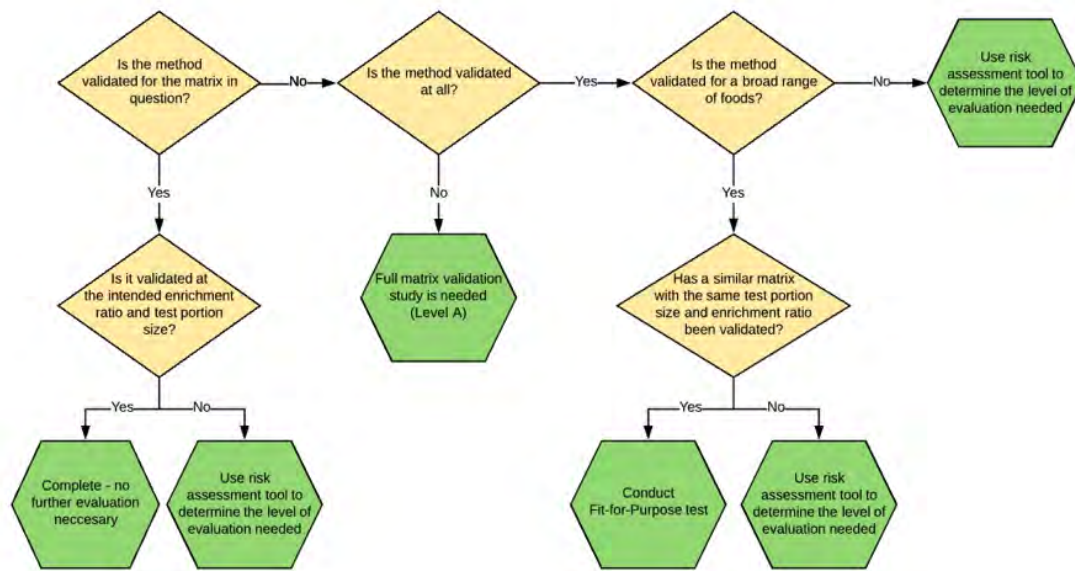 Is the method
validated for the matrix in
question?
No
Is the method validated
at all?
Yes
Is the method
validated for a broad range
of foods?
No
Use risk
assessment tool to
determine the level of
evaluation needed
Yes
No
Yes
Is it validated at
the intended enrichment
ratio and test portion
size?
Full matrix validation
study is needed
(Level A)
Has a similar matrix
with the same test portion
size and enrichment ratio
been validated?
Yes
No
Yes
No
Complete - no
further evaluation
neccesary
Use risk
assessment tool to
determine the level of
evaluation needed
Conduct
Fit-for-Purpose test
Use risk
assessment tool to
determine the level of
evaluation needed